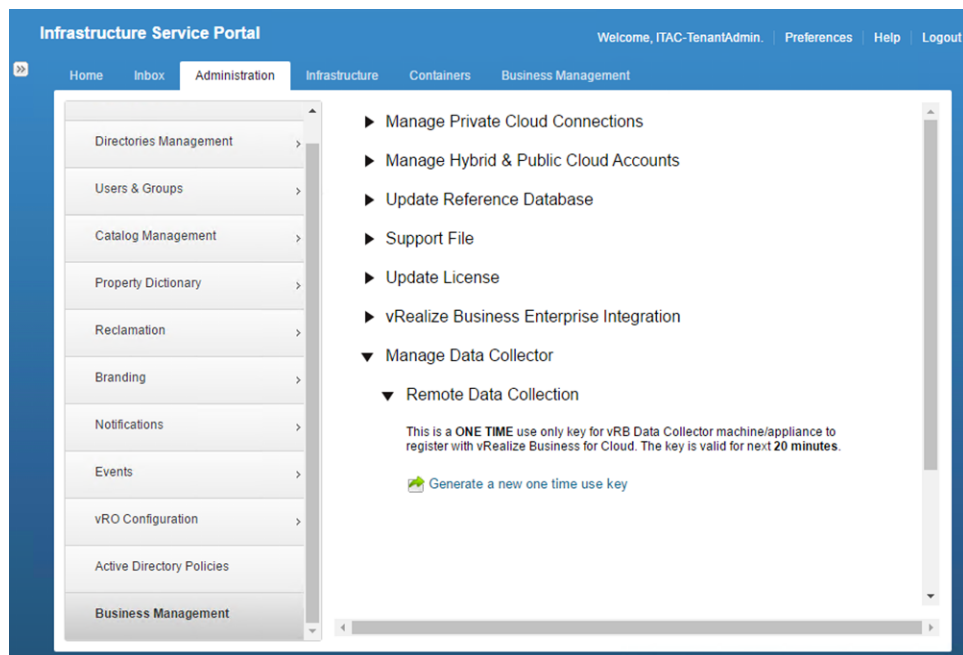 Infrastructure Service Portal
Welcome, ITAC-TenantAdmin. Preferences Help Logout
Home Inbox Administration Infrastructure Containers Business Management
Directories Management
Users & Groups
Catalog Management
Property Dictionary
Reclamation
Branding
Notifications
Events
vRO Configuration
Active Directory Policies
Business Management
Manage Private Cloud Connections
Manage Hybrid & Public Cloud Accounts
Update Reference Database
Support File
Update License
vRealize Business Enterprise Integration
Manage Data Collector
Remote Data Collection
This is a ONE TIME use only key for vRB Data Collector machine/appliance to
register with vRealize Business for Cloud. The key is valid for next 20 minutes.
Generate a new one time use key